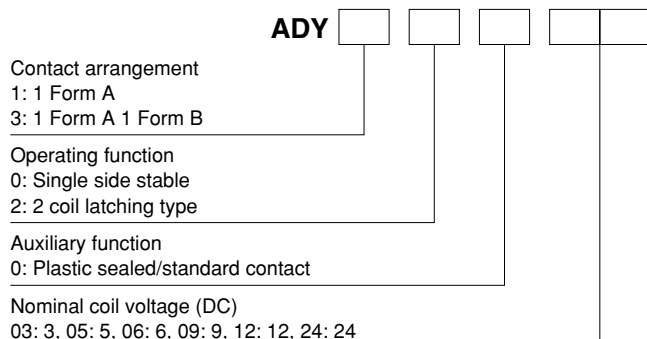 ADY
Contact arrangement
1: 1 Form A
3: 1 Form A 1 Form B
Operating function
0: Single side stable
2: 2 coil latching type
Auxiliary function
0: Plastic sealed/standard contact
Nominal coil voltage (DC)
03: 3, 05: 5, 06: 6, 09: 9, 12: 12, 24: 24